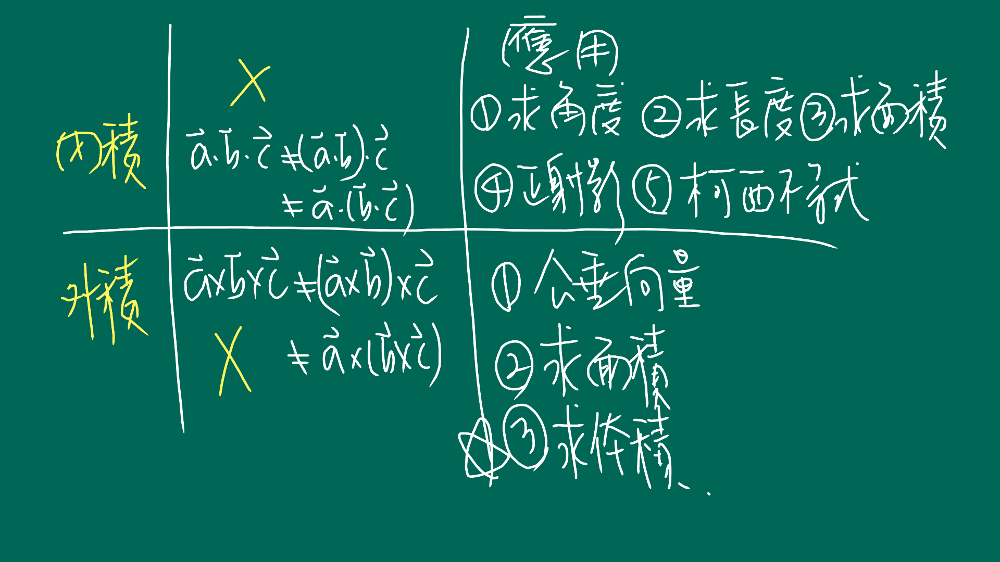 應用
內積
X
a⃗·b⃗·c⃗ ≠ (a⃗·b⃗)·c⃗
≠ a⃗·(b⃗·c⃗)
①求角度 ②求長度 ③求面積
④正射影 ⑤柯西不等式
外積
a⃗×b⃗×c⃗ ≠ (a⃗×b⃗)×c⃗
X ≠ a⃗×(b⃗×c⃗)
①公垂向量
②求面積
☆③求体積